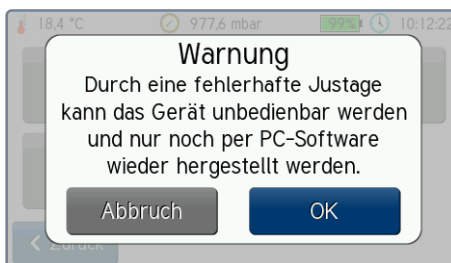 18,4 °C 977,6 mbar 99% 10:12:22
Warnung
Durch eine fehlerhafte Justage
kann das Gerät unbedienbar werden
und nur noch per PC-Software
wieder hergestellt werden.
Abbruch OK
Zurück